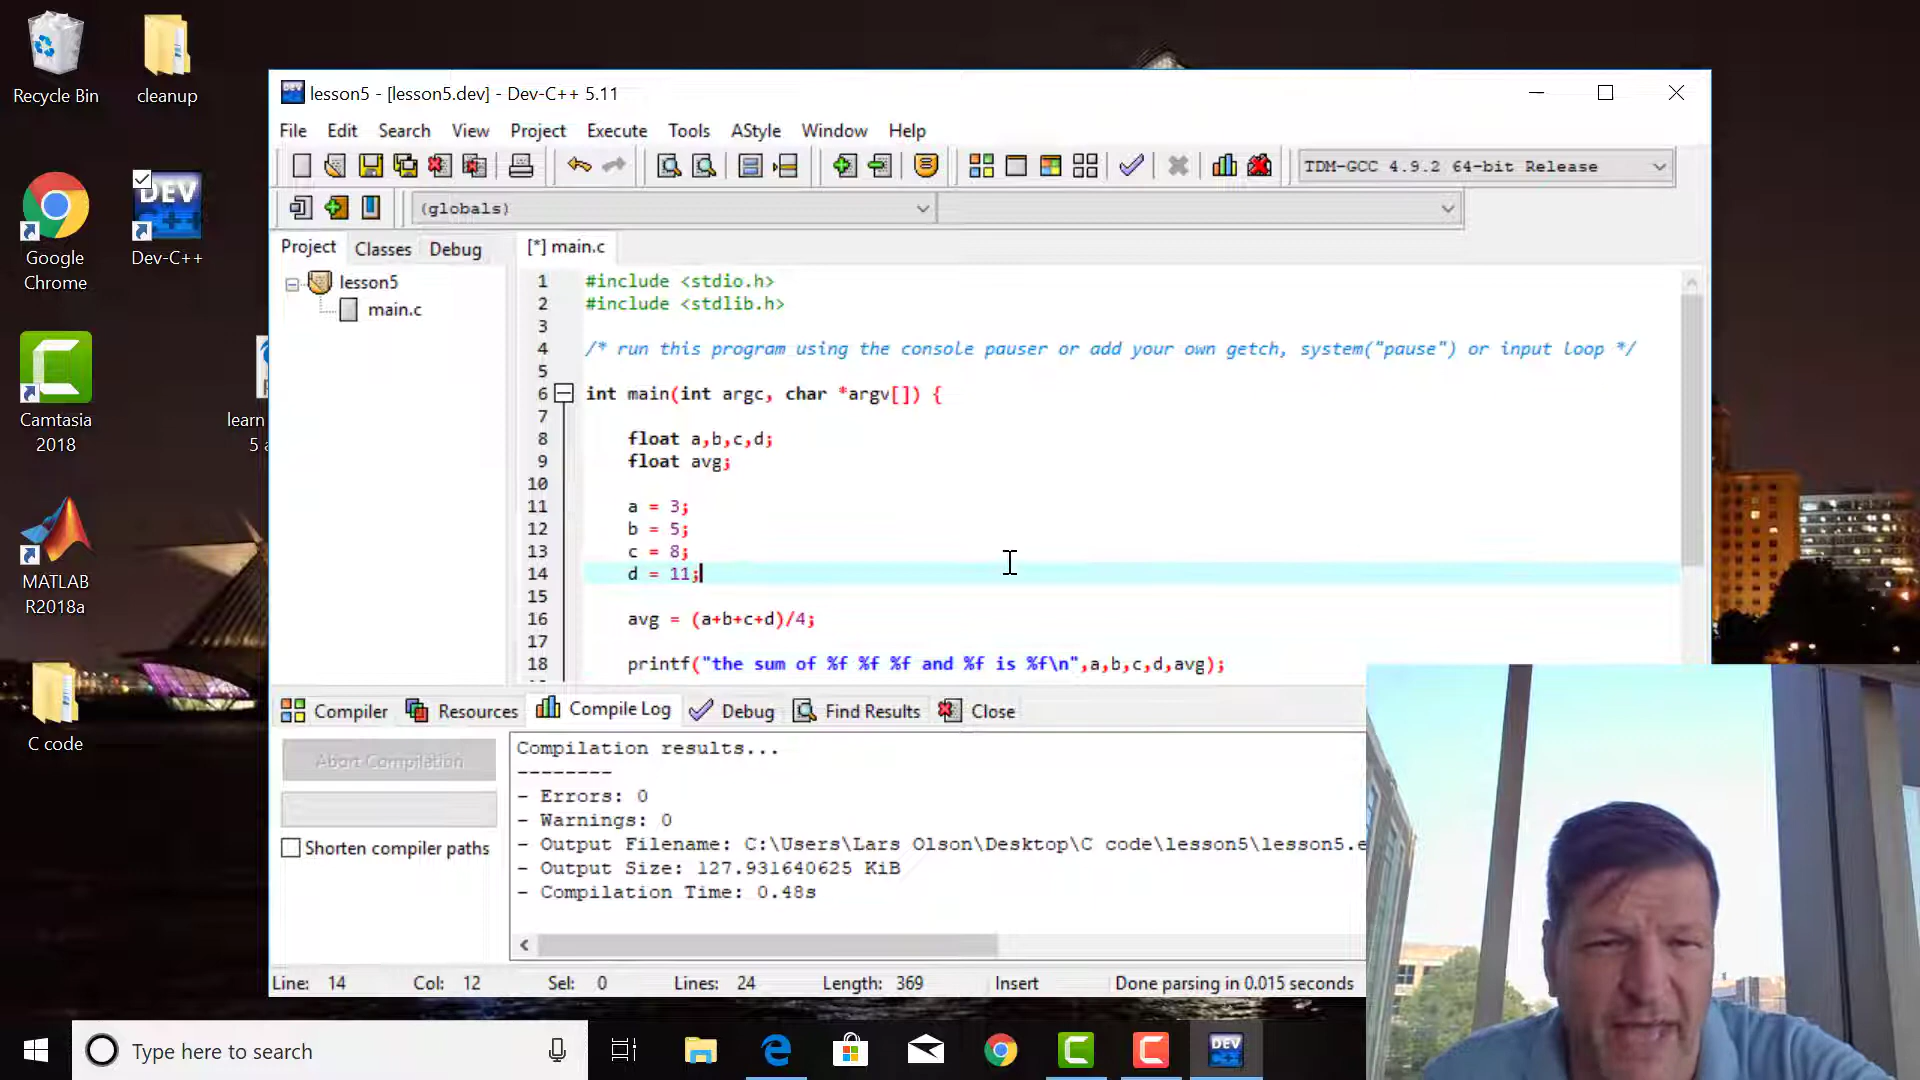 Recycle Bin
cleanup
Google
Chrome
DEV
C++
Dev-C++
Camtasia
2018
learn
5 a
MATLAB
R2018a
C code
DEV
lesson5 - [lesson5.dev] - Dev-C++ 5.11
File Edit Search View Project Execute Tools AStyle Window Help
TDM-GCC 4.9.2 64-bit Release
(globals)
Project Classes Debug
[*] main.c
lesson5
main.c
1 #include <stdio.h>
2 #include <stdlib.h>
3
4 /* run this program using the console pauser or add your own getch, system("pause") or input loop */
5
6 int main(int argc, char *argv[]) {
7
8 float a,b,c,d;
9 float avg;
10
11 a = 3;
12 b = 5;
13 c = 8;
14 d = 11;
15
16 avg = (a+b+c+d)/4;
17
18 printf("the sum of %f %f %f and %f is %f\n",a,b,c,d,avg);
Compiler Resources Compile Log Debug Find Results Close
Abort Compilation
Shorten compiler paths
Compilation results...
--------
- Errors: 0
- Warnings: 0
- Output Filename: C:\Users\Lars Olson\Desktop\C code\lesson5\lesson5.e
- Output Size: 127.931640625 KiB
- Compilation Time: 0.48s
Line: 14 Col: 12 Sel: 0 Lines: 24 Length: 369 Insert Done parsing in 0.015 seconds
Type here to search
DEV